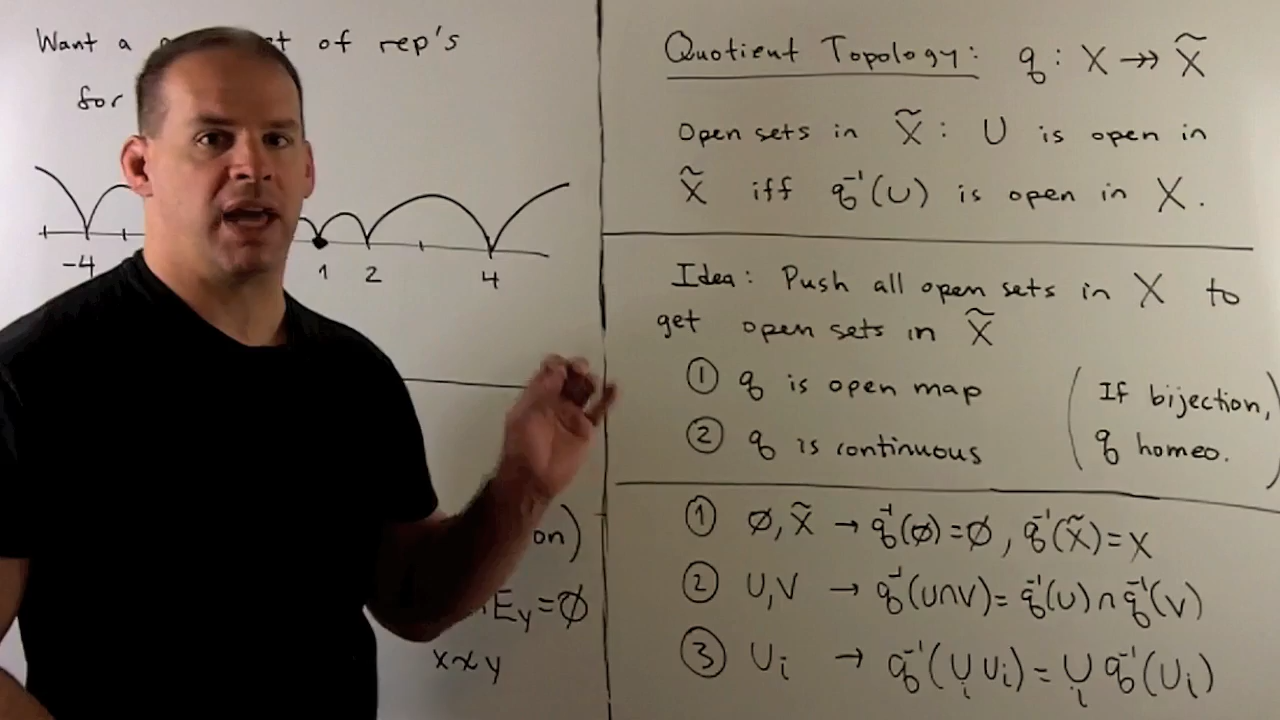 Want a of rep's
for
-4 1 2 4
on)
E_y = ∅
x ≁ y
Quotient Topology: q : X ↠ X̃
Open sets in X̃ : U is open in
X̃ iff q⁻¹(U) is open in X.
Idea: Push all open sets in X to
get open sets in X̃
① q is open map
② q is continuous
(If bijection,
q homeo.)
① ∅, X̃ → q⁻¹(∅) = ∅, q⁻¹(X̃) = X
② U, V → q⁻¹(U∩V) = q⁻¹(U) ∩ q⁻¹(V)
③ Uᵢ → q⁻¹(⋃ᵢ Uᵢ) = ⋃ᵢ q⁻¹(Uᵢ)